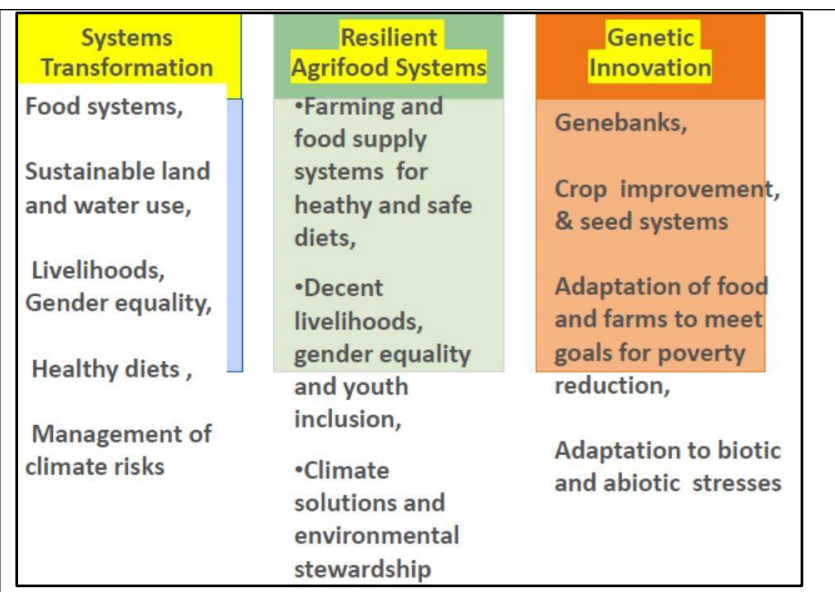 Systems
Transformation
Food systems,
Sustainable land
and water use,
Livelihoods,
Gender equality,
Healthy diets ,
Management of
climate risks
Resilient
Agrifood Systems
•Farming and
food supply
systems for
heathy and safe
diets,
•Decent
livelihoods,
gender equality
and youth
inclusion,
•Climate
solutions and
environmental
stewardship
Genetic
Innovation
Genebanks,
Crop improvement,
& seed systems
Adaptation of food
and farms to meet
goals for poverty
reduction,
Adaptation to biotic
and abiotic stresses